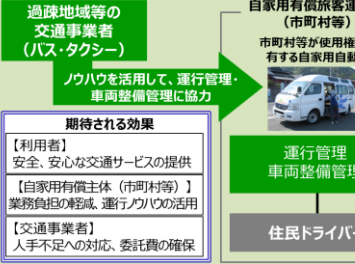 過疎地域等の
交通事業者
(バス・タクシー)
自家用有償旅客運
(市町村等)
市町村等が使用権
有する自家用自動
ノウハウを活用して、運行管理・
車両整備管理に協力
期待される効果
【利用者】
安全、安心な交通サービスの提供
【自家用有償主体(市町村等)】
業務負担の軽減、運行ノウハウの活用
【交通事業者】
人手不足への対応、委託費の確保
運行管理
車両整備管理
住民ドライバ